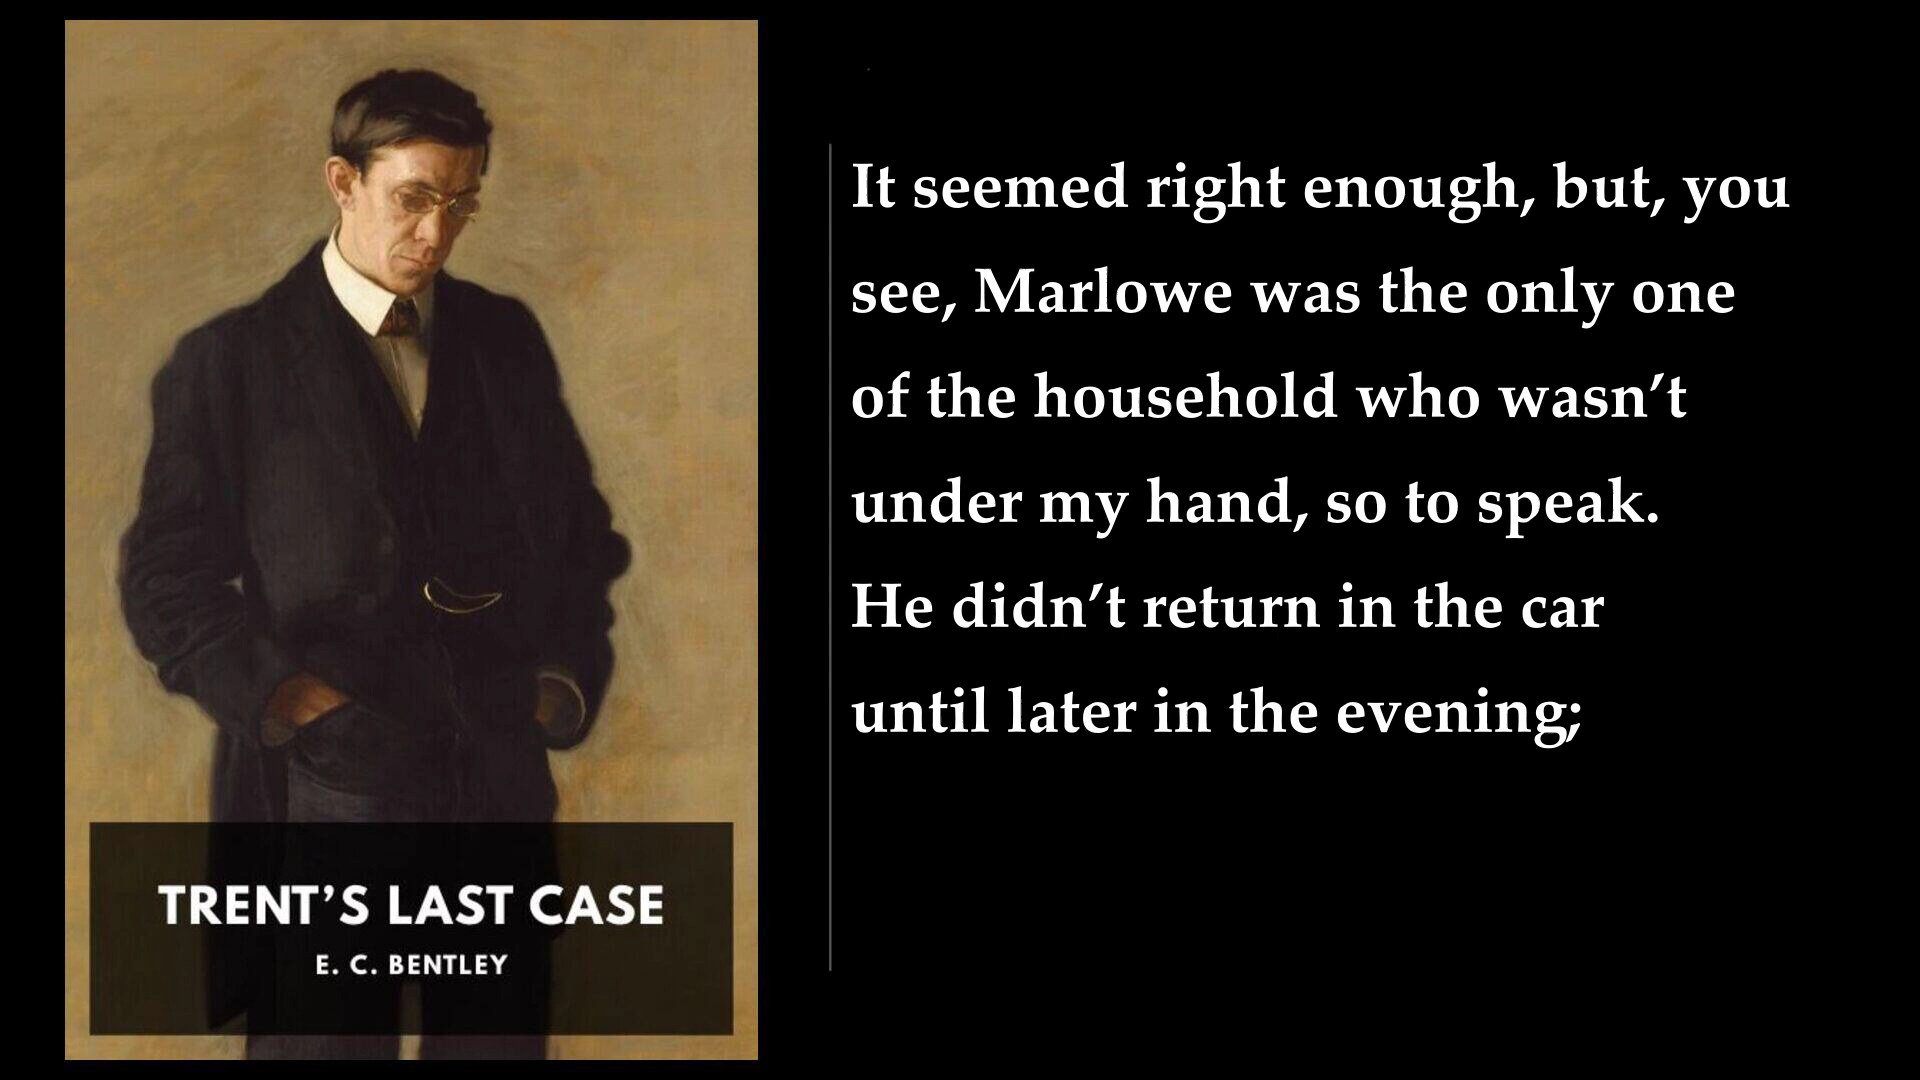 TRENT’S LAST CASE
E. C. BENTLEY
It seemed right enough, but, you
see, Marlowe was the only one
of the household who wasn’t
under my hand, so to speak.
He didn’t return in the car
until later in the evening;